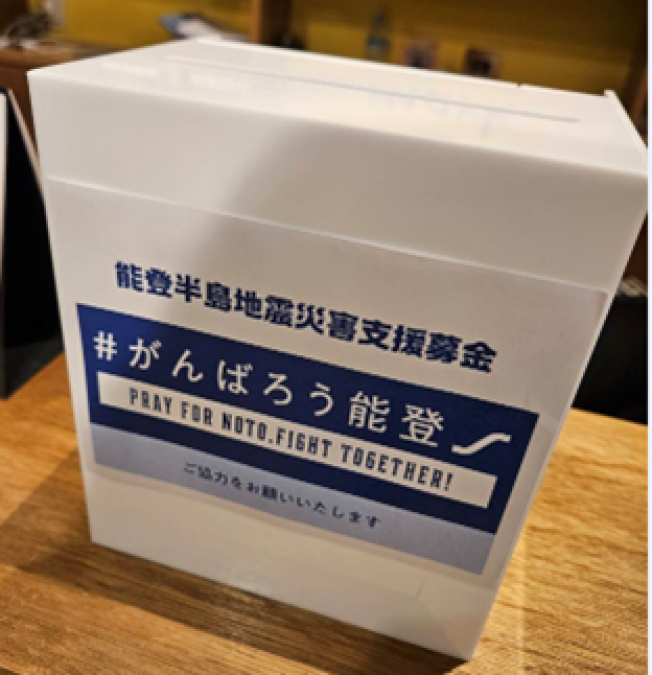 能登半島地震災害支援募金
#がんばろう能登
PRAY FOR NOTO.FIGHT TOGETHER!
ご協力をお願いいたします